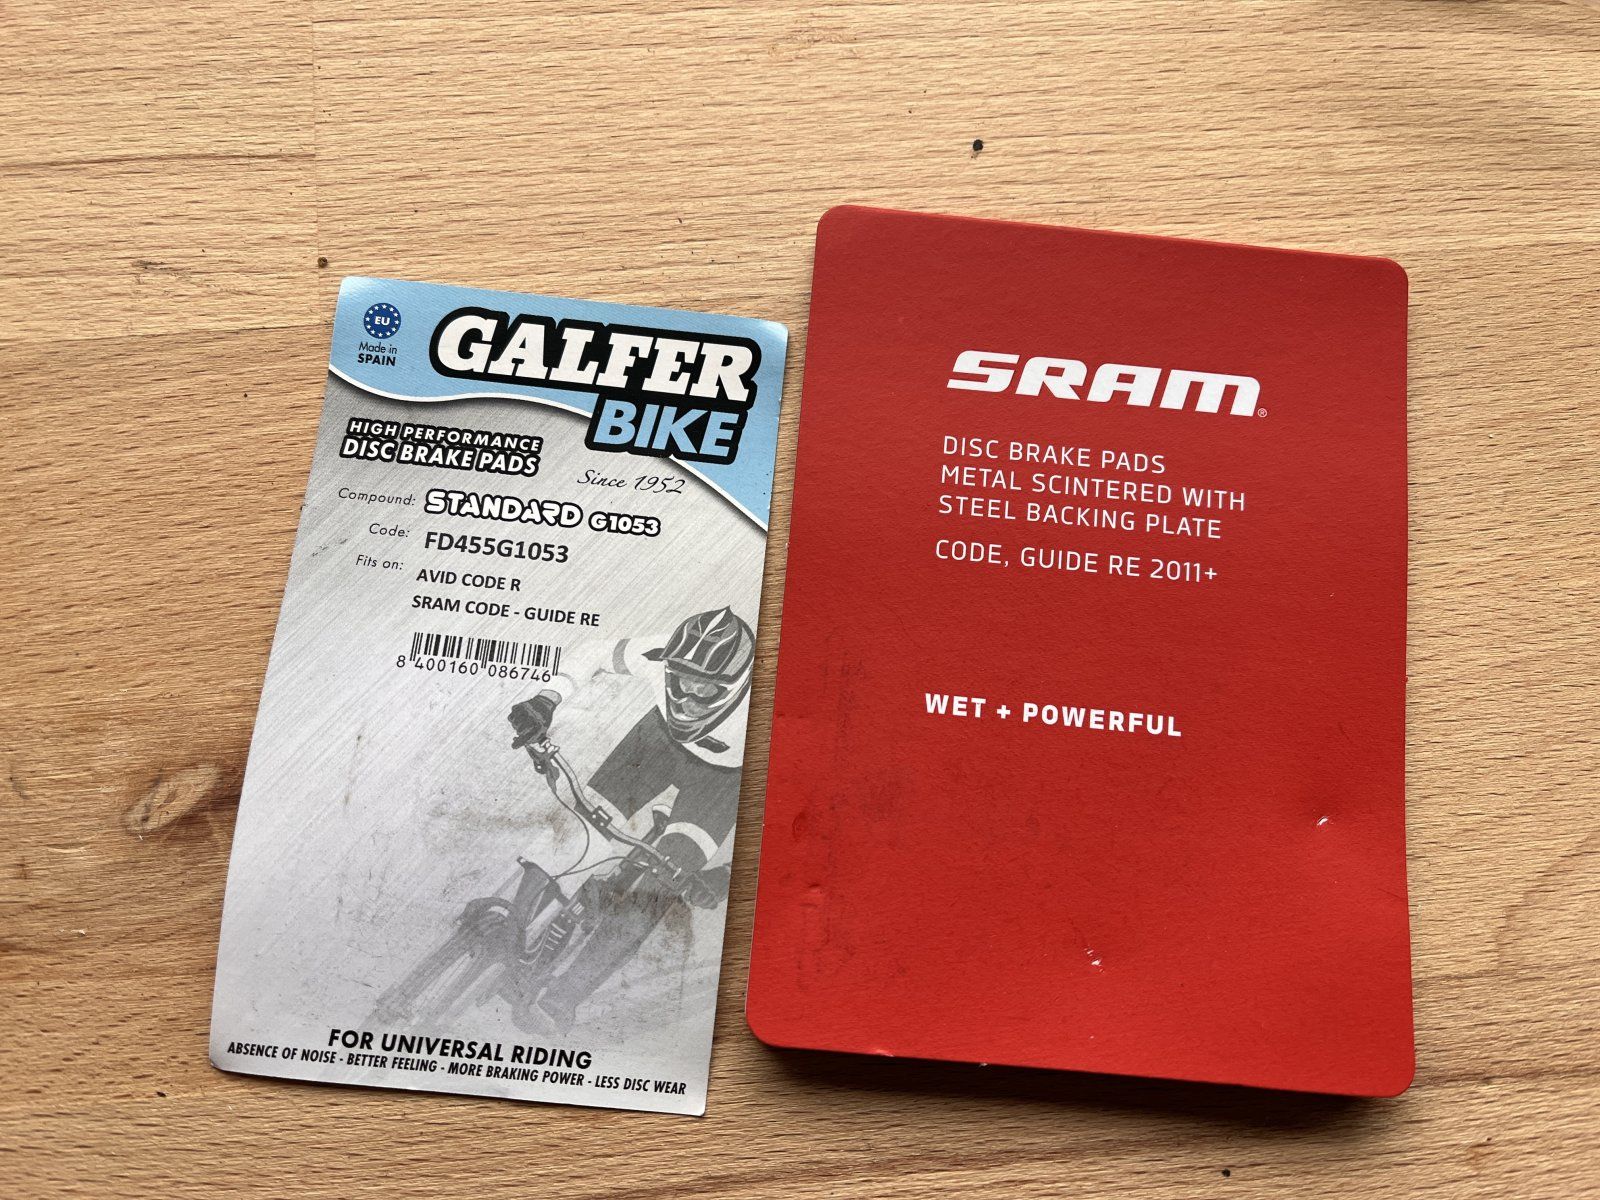 EU
Made in
SPAIN
GALFER
BIKE
HIGH PERFORMANCE
DISC BRAKE PADS
Since 1952
Compound: STANDARD G1053
Code: FD455G1053
Fits on: AVID CODE R
SRAM CODE - GUIDE RE
8 400160 086746
FOR UNIVERSAL RIDING
ABSENCE OF NOISE - BETTER FEELING - MORE BRAKING POWER - LESS DISC WEAR
SRAM®
DISC BRAKE PADS
METAL SCINTERED WITH
STEEL BACKING PLATE
CODE, GUIDE RE 2011+
WET + POWERFUL